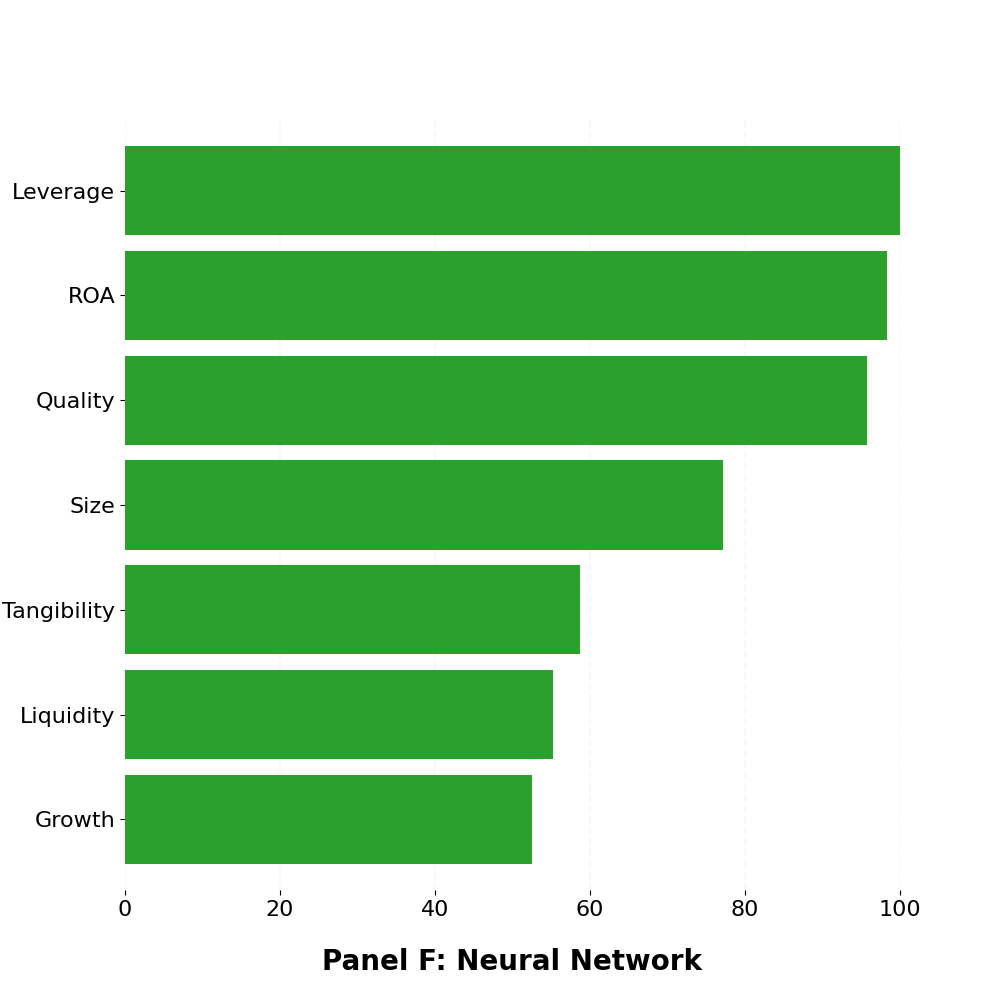 Leverage
ROA
Quality
Size
Tangibility
Liquidity
Growth
0 20 40 60 80 100
Panel F: Neural Network